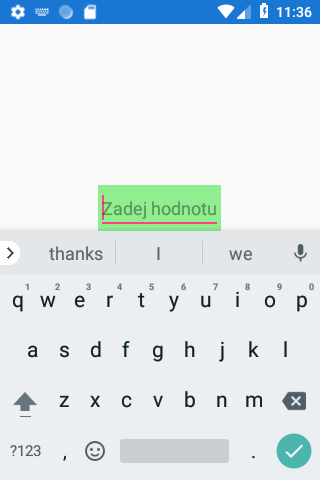 11:36
Zadej hodnotu
thanks I we
1 2 3 4 5 6 7 8 9 0
q w e r t y u i o p
a s d f g h j k l
z x c v b n m
?123 , .